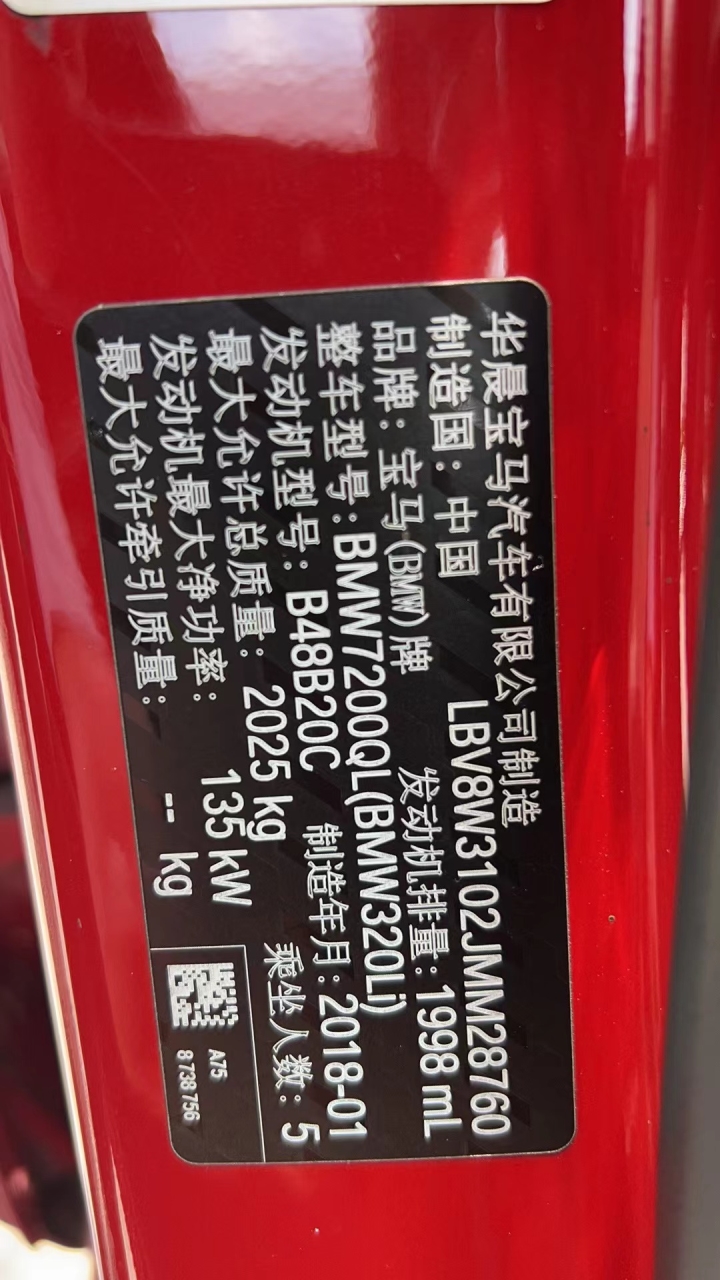 华晨宝马汽车有限公司制造
制造国：中国 LBV8W3102JMM28760
品牌：宝马(BMW)牌 发动机排量：1998 mL
整车型号：BMW7200QL(BMW320Li)
发动机型号：B48B20C 制造年月：2018-01
最大允许总质量：2025 kg 乘坐人数：5
发动机最大净功率：135 kW
最大允许牵引质量：-- kg
A75
8 738 756